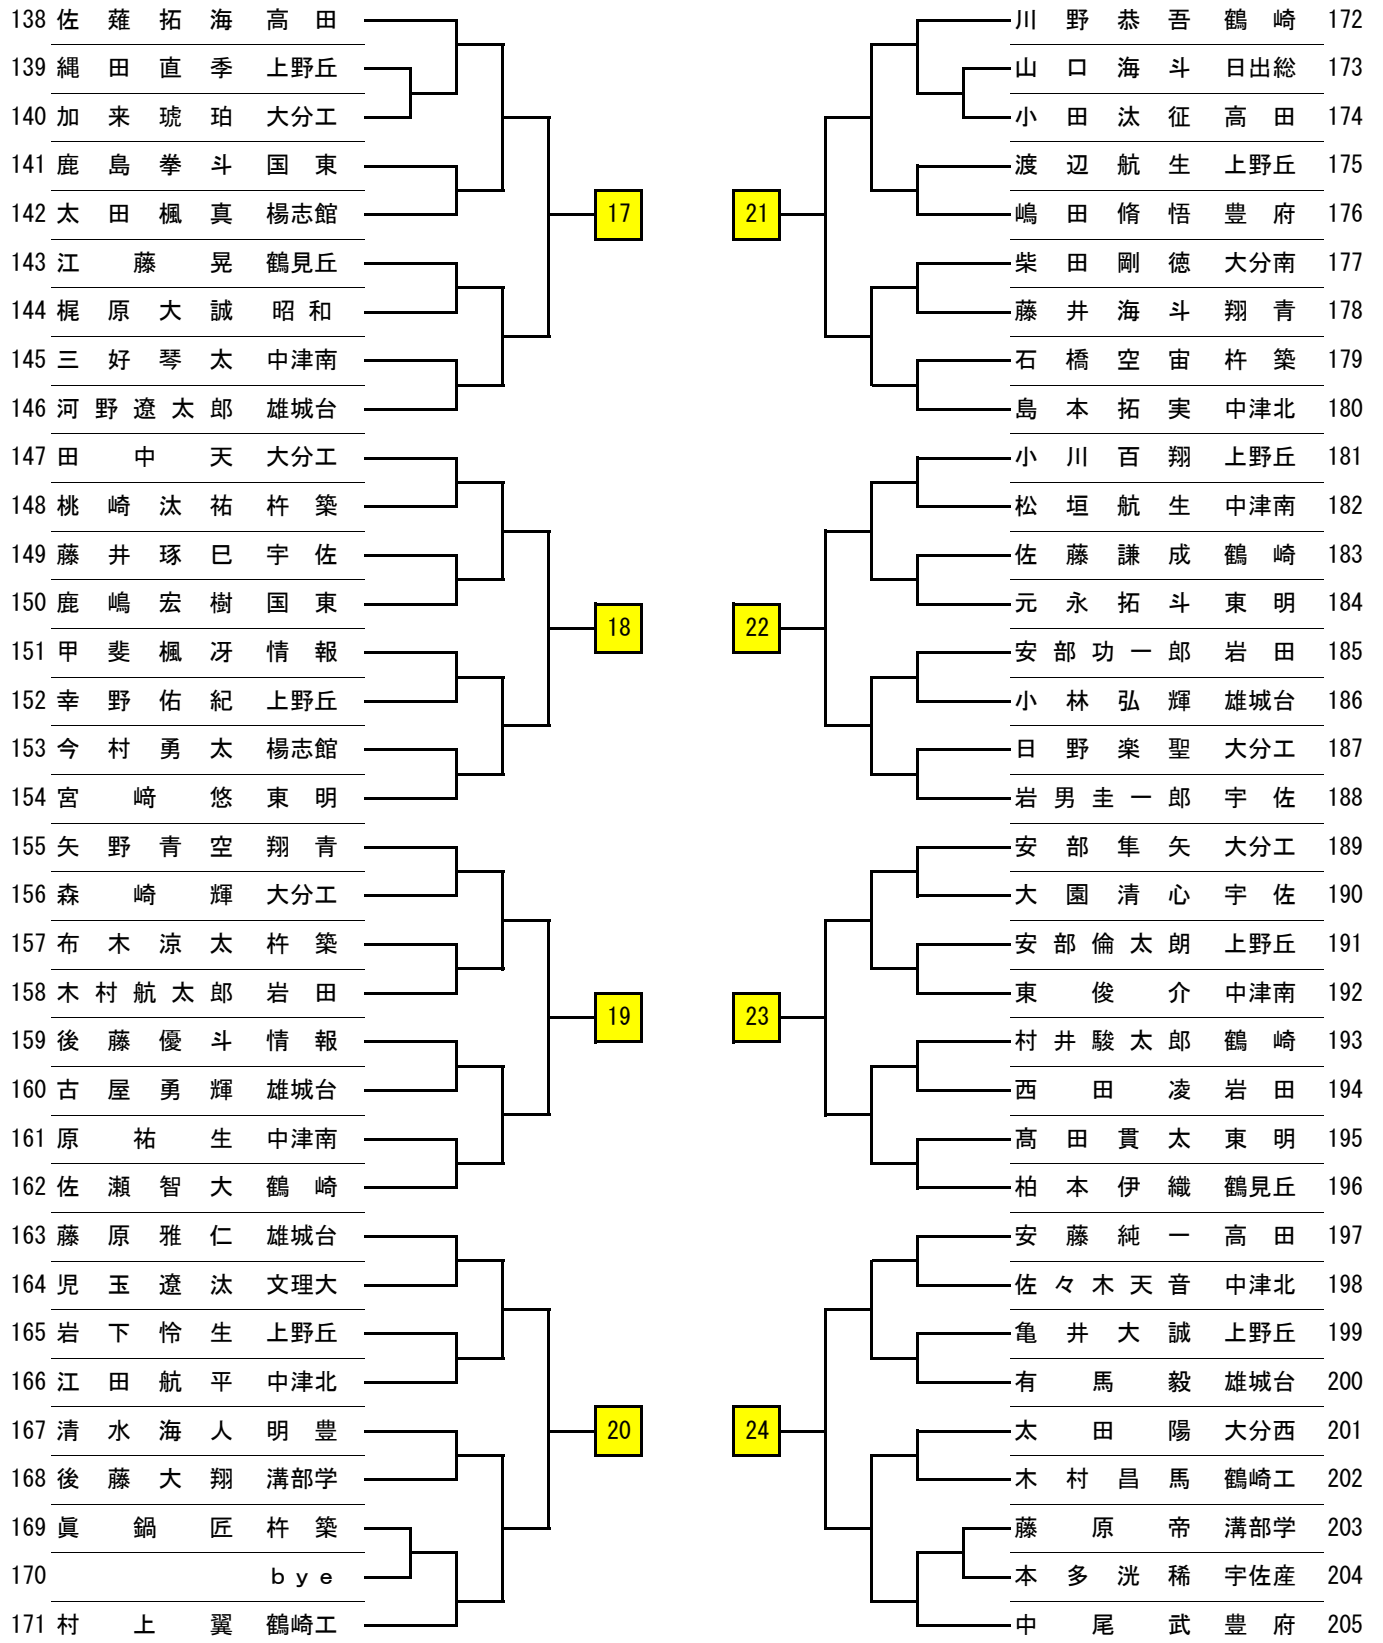 138 佐薙拓海 高田
139 縄田直季 上野丘
140 加来琥珀 大分工
141 鹿島拳斗 国東
142 太田楓真 楊志館
17
143 江藤晃 鶴見丘
144 梶原大誠 昭和
145 三好琴太 中津南
146 河野遼太郎 雄城台
147 田中天 大分工
148 桃崎汰祐 杵築
149 藤井琢巳 宇佐
150 鹿嶋宏樹 国東
18
151 甲斐楓冴 情報
152 幸野佑紀 上野丘
153 今村勇太 楊志館
154 宮﨑悠 東明
155 矢野青空 翔青
156 森崎輝 大分工
157 布木涼太 杵築
158 木村航太郎 岩田
19
159 後藤優斗 情報
160 古屋勇輝 雄城台
161 原祐生 中津南
162 佐瀬智大 鶴崎
163 藤原雅仁 雄城台
164 児玉遼汰 文理大
165 岩下怜生 上野丘
166 江田航平 中津北
167 清水海人 明豊
20
168 後藤大翔 溝部学
169 眞鍋匠 杵築
170 ｂｙｅ
171 村上翼 鶴崎工
川野恭吾 鶴崎 172
山口海斗 日出総 173
小田汰征 高田 174
渡辺航生 上野丘 175
嶋田脩悟 豊府 176
21
柴田剛徳 大分南 177
藤井海斗 翔青 178
石橋空宙 杵築 179
島本拓実 中津北 180
小川百翔 上野丘 181
松垣航生 中津南 182
佐藤謙成 鶴崎 183
元永拓斗 東明 184
22
安部功一郎 岩田 185
小林弘輝 雄城台 186
日野楽聖 大分工 187
岩男圭一郎 宇佐 188
安部隼矢 大分工 189
大園清心 宇佐 190
安部倫太朗 上野丘 191
東俊介 中津南 192
23
村井駿太郎 鶴崎 193
西田凌 岩田 194
髙田貫太 東明 195
柏本伊織 鶴見丘 196
安藤純一 高田 197
佐々木天音 中津北 198
亀井大誠 上野丘 199
有馬毅 雄城台 200
太田陽 大分西 201
24
木村昌馬 鶴崎工 202
藤原帝 溝部学 203
本多洸稀 宇佐産 204
中尾武 豊府 205